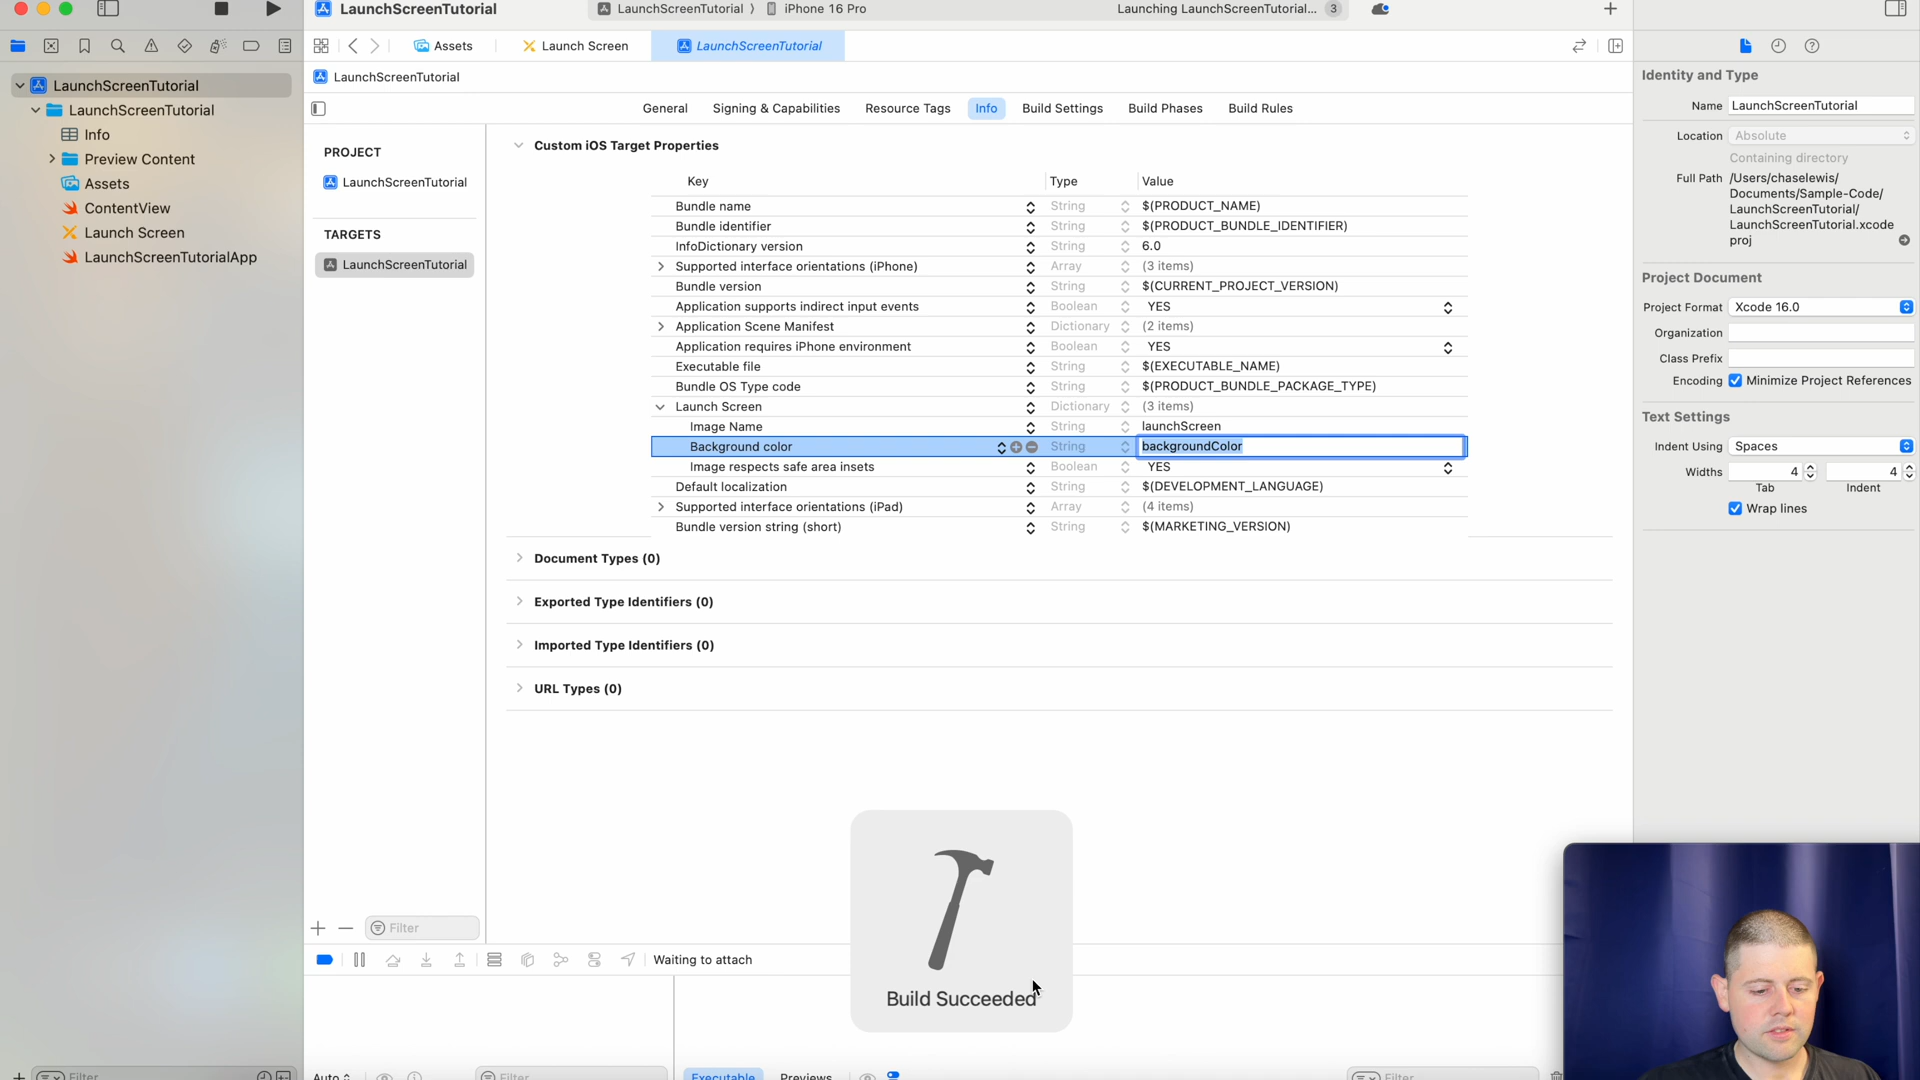 LaunchScreenTutorial
LaunchScreenTutorial 〉 iPhone 16 Pro
Launching LaunchScreenTutorial... 3
Assets
Launch Screen
LaunchScreenTutorial
LaunchScreenTutorial
LaunchScreenTutorial
LaunchScreenTutorial
Info
Preview Content
Assets
ContentView
Launch Screen
LaunchScreenTutorialApp
General Signing & Capabilities Resource Tags Info Build Settings Build Phases Build Rules
PROJECT
LaunchScreenTutorial
TARGETS
LaunchScreenTutorial
Custom iOS Target Properties
Key Type Value
Bundle name String $(PRODUCT_NAME)
Bundle identifier String $(PRODUCT_BUNDLE_IDENTIFIER)
InfoDictionary version String 6.0
Supported interface orientations (iPhone) Array (3 items)
Bundle version String $(CURRENT_PROJECT_VERSION)
Application supports indirect input events Boolean YES
Application Scene Manifest Dictionary (2 items)
Application requires iPhone environment Boolean YES
Executable file String $(EXECUTABLE_NAME)
Bundle OS Type code String $(PRODUCT_BUNDLE_PACKAGE_TYPE)
Launch Screen Dictionary (3 items)
Image Name String launchScreen
Background color String backgroundColor
Image respects safe area insets Boolean YES
Default localization String $(DEVELOPMENT_LANGUAGE)
Supported interface orientations (iPad) Array (4 items)
Bundle version string (short) String $(MARKETING_VERSION)
Document Types (0)
Exported Type Identifiers (0)
Imported Type Identifiers (0)
URL Types (0)
Build Succeeded
Filter
Waiting to attach
Filter
Auto
Filter
Executable Previews
Filter
Identity and Type
Name LaunchScreenTutorial
Location Absolute
Containing directory
Full Path /Users/chaselewis/
Documents/Sample-Code/
LaunchScreenTutorial/
LaunchScreenTutorial.xcode
proj
Project Document
Project Format Xcode 16.0
Organization
Class Prefix
Encoding Minimize Project References
Text Settings
Indent Using Spaces
Widths 4 4
Tab Indent
Wrap lines